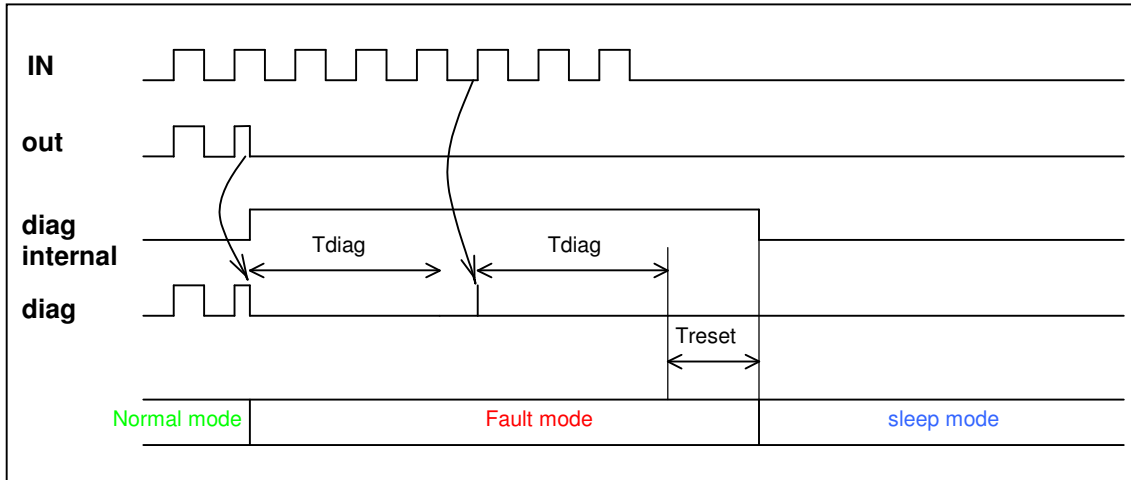 IN
out
diag
internal
Tdiag
Tdiag
diag
Treset
Normal mode
Fault mode
sleep mode